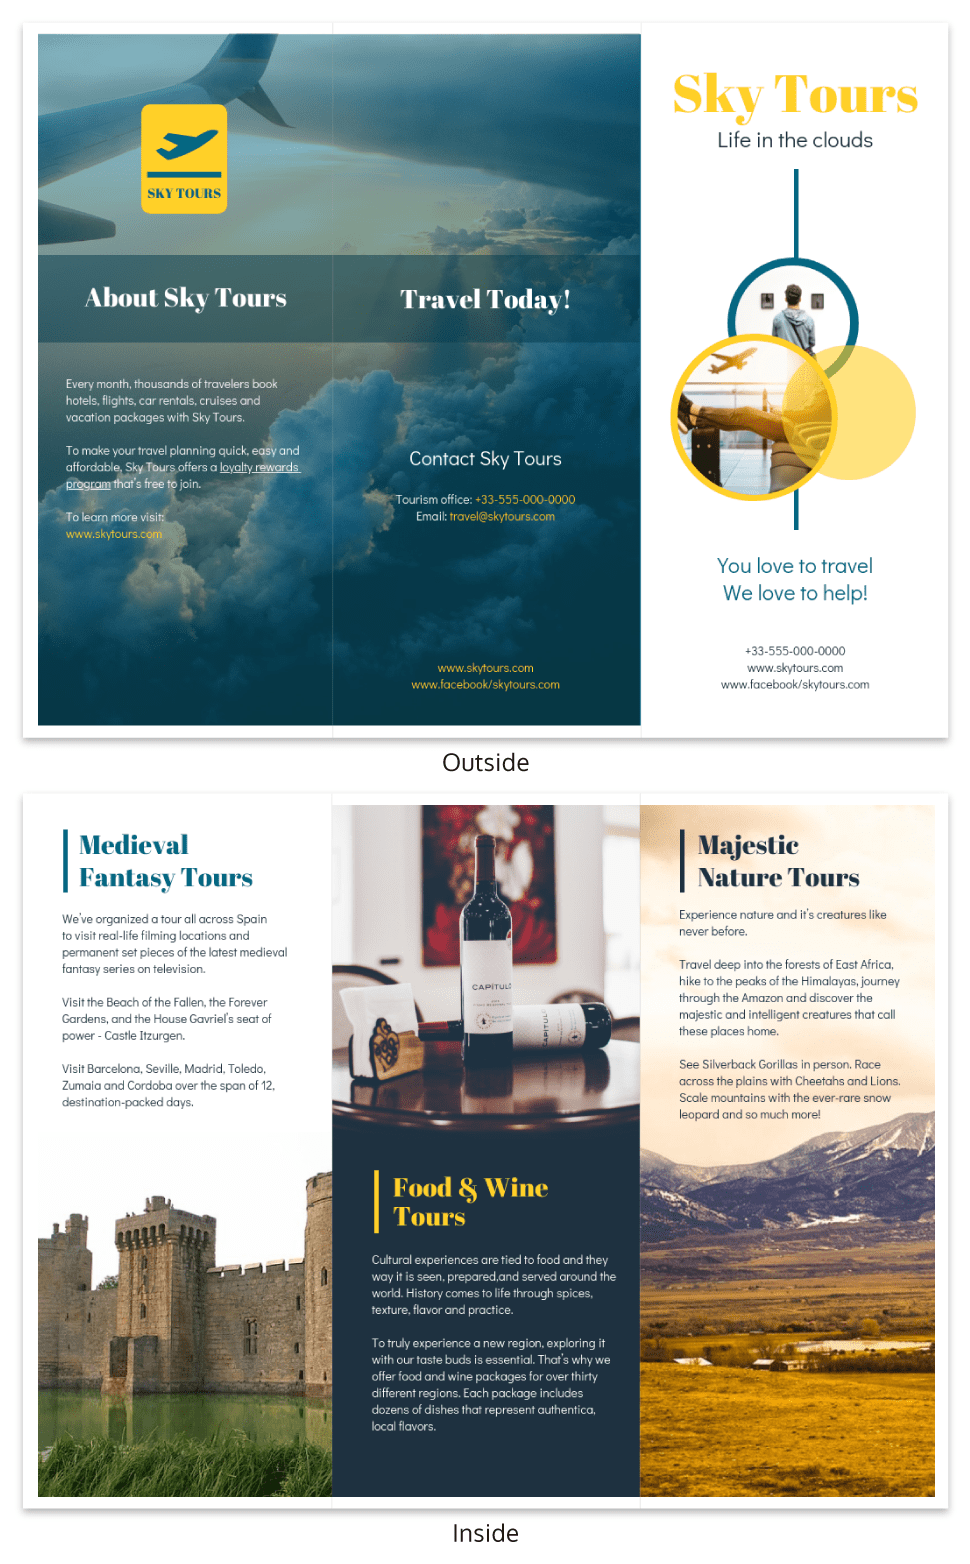 SKY TOURS
About Sky Tours
Every month, thousands of travelers book
hotels, flights, car rentals, cruises and
vacation packages with Sky Tours.
To make your travel planning quick, easy and
affordable, Sky Tours offers a loyalty rewards
program that's free to join.
To learn more visit:
www.skytours.com
Travel Today!
Contact Sky Tours
Tourism office: +33-555-000-0000
Email: travel@skytours.com
www.skytours.com
www.facebook/skytours.com
Sky Tours
Life in the clouds
You love to travel
We love to help!
+33-555-000-0000
www.skytours.com
www.facebook/skytours.com
Outside
Medieval
Fantasy Tours
We've organized a tour all across Spain
to visit real-life filming locations and
permanent set pieces of the latest medieval
fantasy series on television.
Visit the Beach of the Fallen, the Forever
Gardens, and the House Gavriel's seat of
power - Castle Itzurgen.
Visit Barcelona, Seville, Madrid, Toledo,
Zumaia and Cordoba over the span of 12,
destination-packed days.
CAPITULO
CAPITUL
Food & Wine
Tours
Cultural experiences are tied to food and they
way it is seen, prepared,and served around the
world. History comes to life through spices,
texture, flavor and practice.
To truly experience a new region, exploring it
with our taste buds is essential. That's why we
offer food and wine packages for over thirty
different regions. Each package includes
dozens of dishes that represent authentica,
local flavors.
Majestic
Nature Tours
Experience nature and it's creatures like
never before.
Travel deep into the forests of East Africa,
hike to the peaks of the Himalayas, journey
through the Amazon and discover the
majestic and intelligent creatures that call
these places home.
See Silverback Gorillas in person. Race
across the plains with Cheetahs and Lions.
Scale mountains with the ever-rare snow
leopard and so much more!
Inside